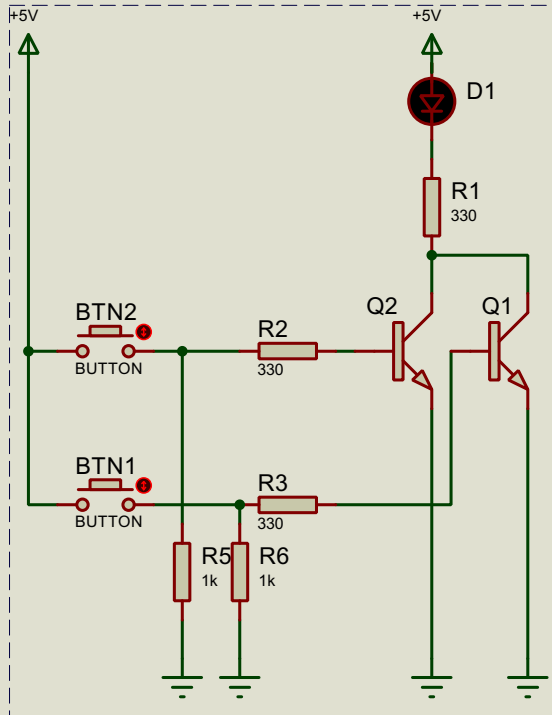 +5V
+5V
D1
R1
330
BTN2
BUTTON
R2
330
Q2
Q1
BTN1
BUTTON
R3
330
R5
1k
R6
1k